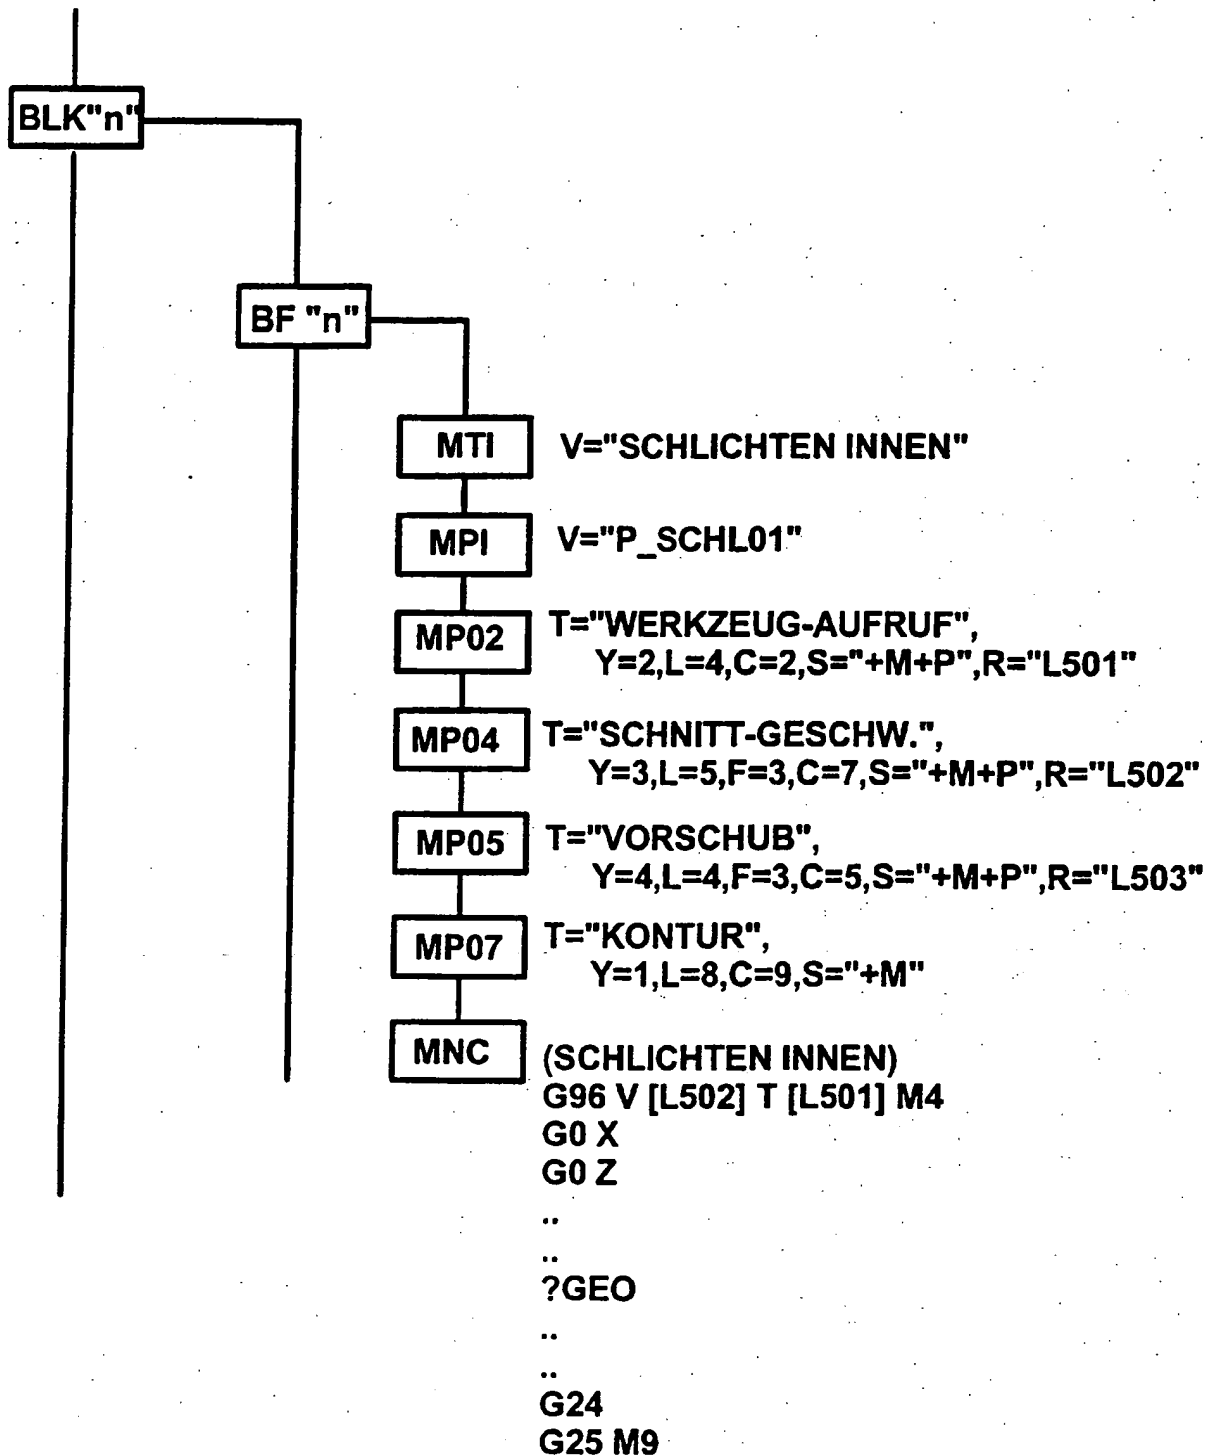 BLK"n"
BF "n"
MTI V="SCHLICHTEN INNEN"
MPI V="P_SCHL01"
MP02 T="WERKZEUG-AUFRUF",
Y=2,L=4,C=2,S="+M+P",R="L501"
MP04 T="SCHNITT-GESCHW.",
Y=3,L=5,F=3,C=7,S="+M+P",R="L502"
MP05 T="VORSCHUB",
Y=4,L=4,F=3,C=5,S="+M+P",R="L503"
MP07 T="KONTUR",
Y=1,L=8,C=9,S="+M"
MNC (SCHLICHTEN INNEN)
G96 V [L502] T [L501] M4
G0 X
G0 Z
..
..
?GEO
..
..
G24
G25 M9